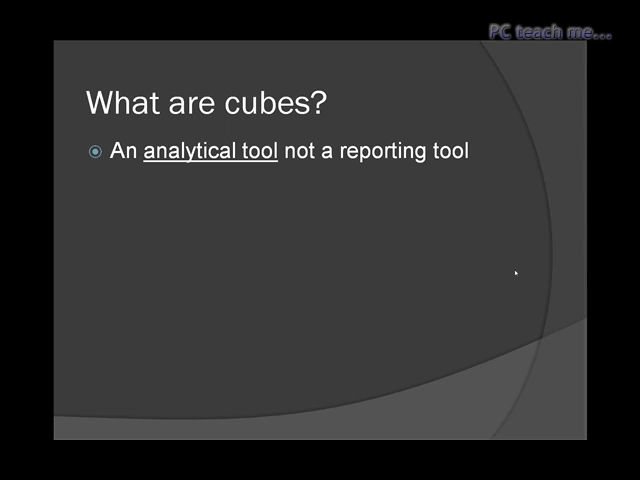 PC teach me...
What are cubes?
An analytical tool not a reporting tool